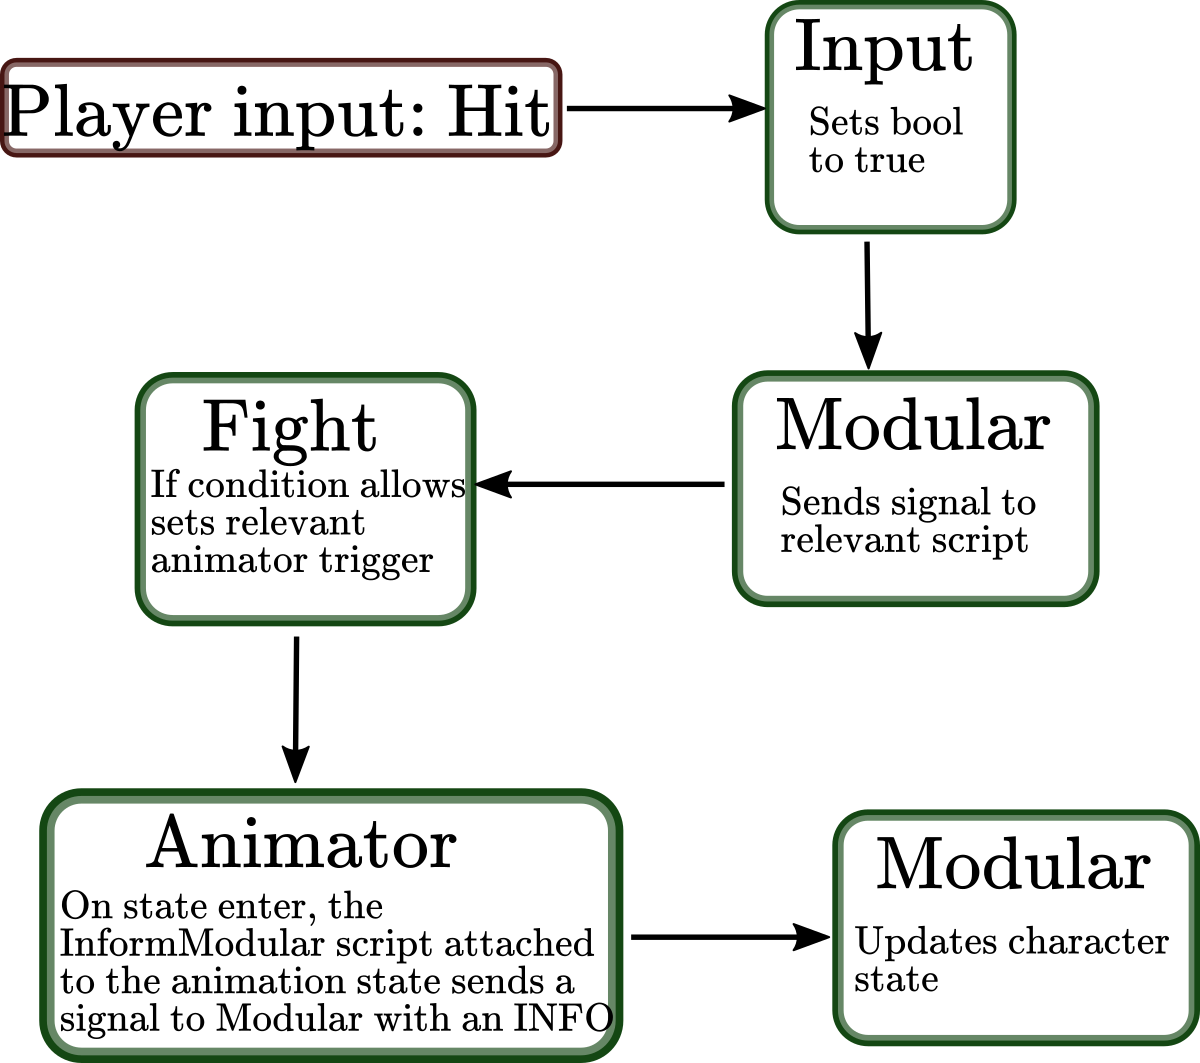 Player input: Hit
Input
Sets bool
to true
Modular
Sends signal to
relevant script
Fight
If condition allows
sets relevant
animator trigger
Animator
On state enter, the
InformModular script attached
to the animation state sends a
signal to Modular with an INFO
Modular
Updates character
state